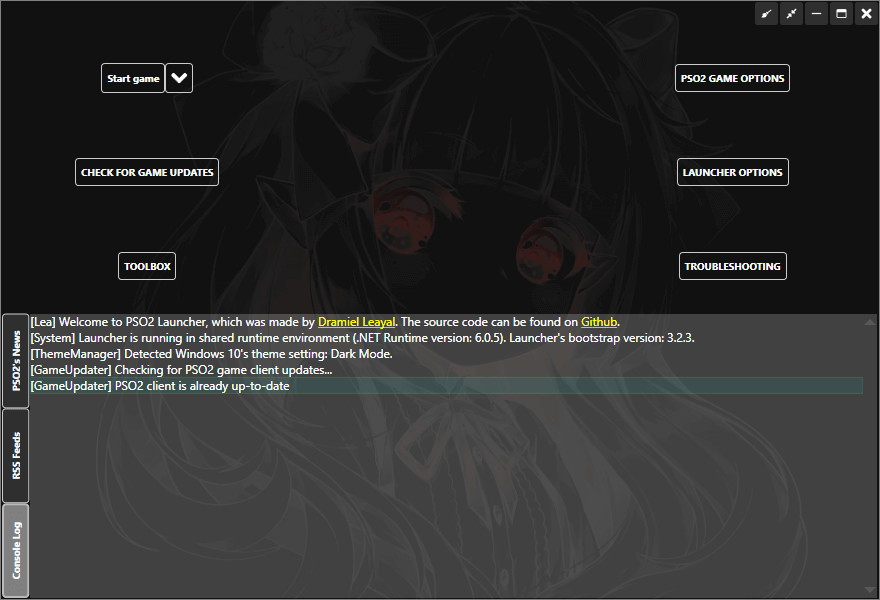 Start game
PSO2 GAME OPTIONS
CHECK FOR GAME UPDATES
LAUNCHER OPTIONS
TOOLBOX
TROUBLESHOOTING
PSO2's News
RSS Feeds
Console Log
[Lea] Welcome to PSO2 Launcher, which was made by Dramiel Leayal. The source code can be found on Github.
[System] Launcher is running in shared runtime environment (.NET Runtime version: 6.0.5). Launcher's bootstrap version: 3.2.3.
[ThemeManager] Detected Windows 10's theme setting: Dark Mode.
[GameUpdater] Checking for PSO2 game client updates...
[GameUpdater] PSO2 client is already up-to-date